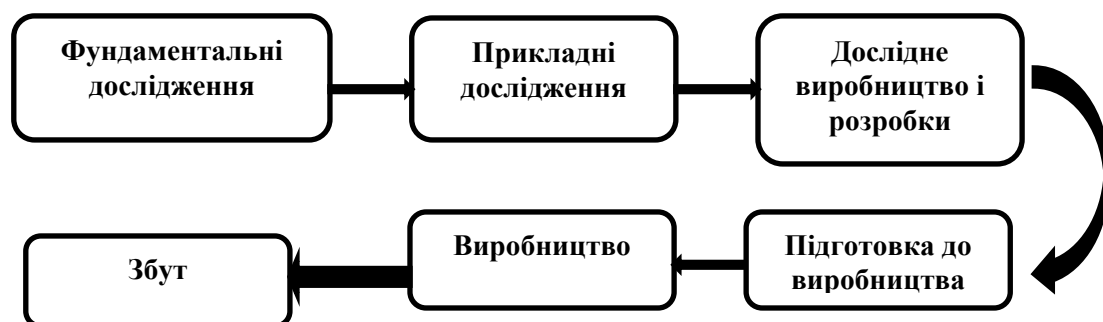 Фундаментальні
дослідження
Прикладні
дослідження
Дослідне
виробництво і
розробки
Підготовка до
виробництва
Виробництво
Збут